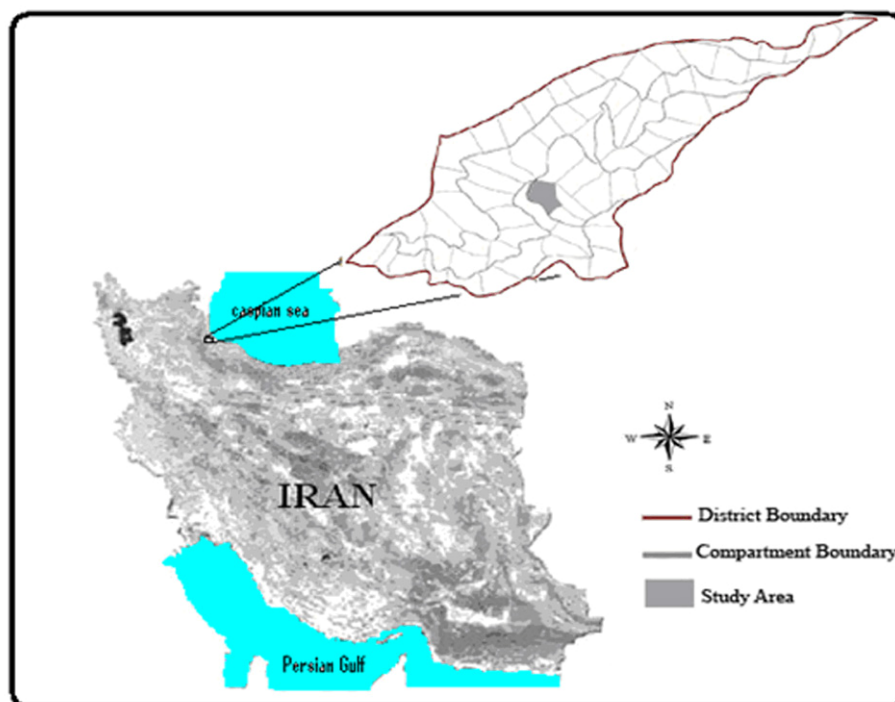 caspian sea
IRAN
Persian Gulf
N
W E
S
District Boundary
Compartment Boundary
Study Area